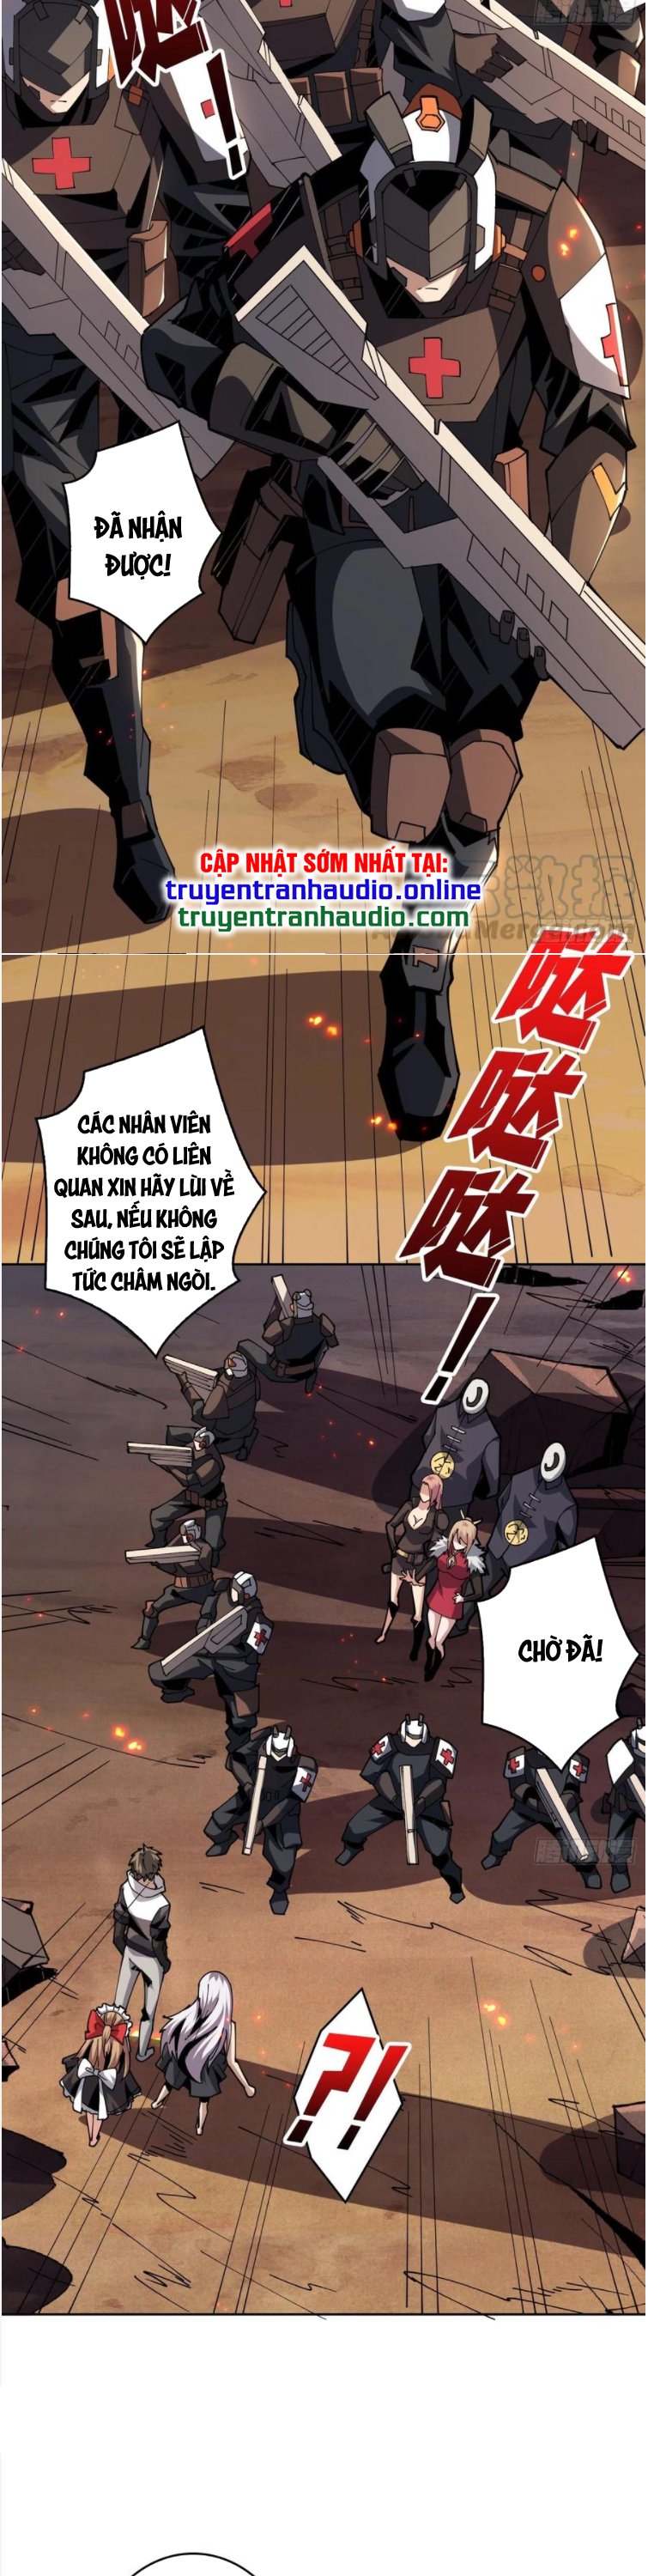 哒
!
ĐÃ NHẬN
ĐƯỢC!
CẬP NHẬT SỚM NHẤT TẠI:
truyentranhaudio.online
truyentranhaudio.com
哒
哒
哒
!
CÁC NHÂN VIÊN
KHÔNG CÓ LIÊN
QUAN XIN HÃY LÙI VỀ
SAU, NẾU KHÔNG
CHÚNG TÔI SẼ LẬP
TỨC CHÂM NGÒI.
CHỜ ĐÃ!
?!